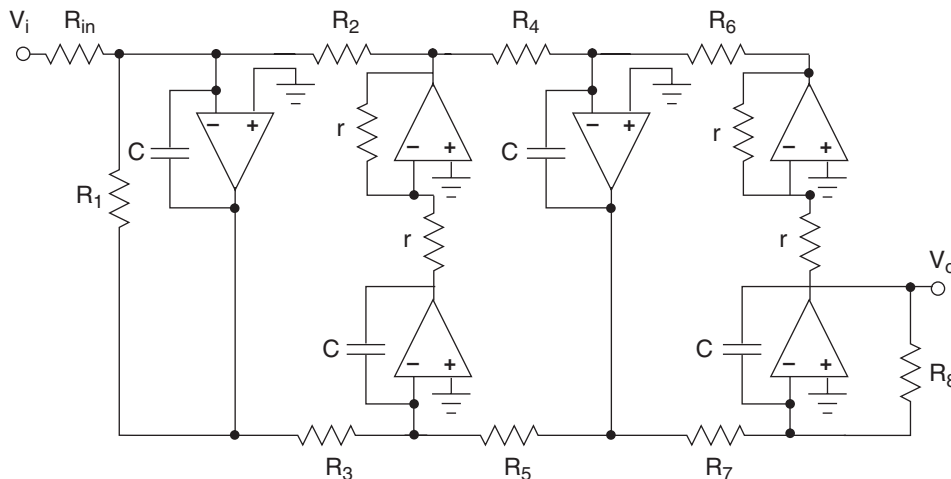 Vi
Rin
R2
R4
R6
− +
r
− +
− +
r
− +
C
C
R1
r
r
Vo
C
− +
C
− +
R8
R3
R5
R7